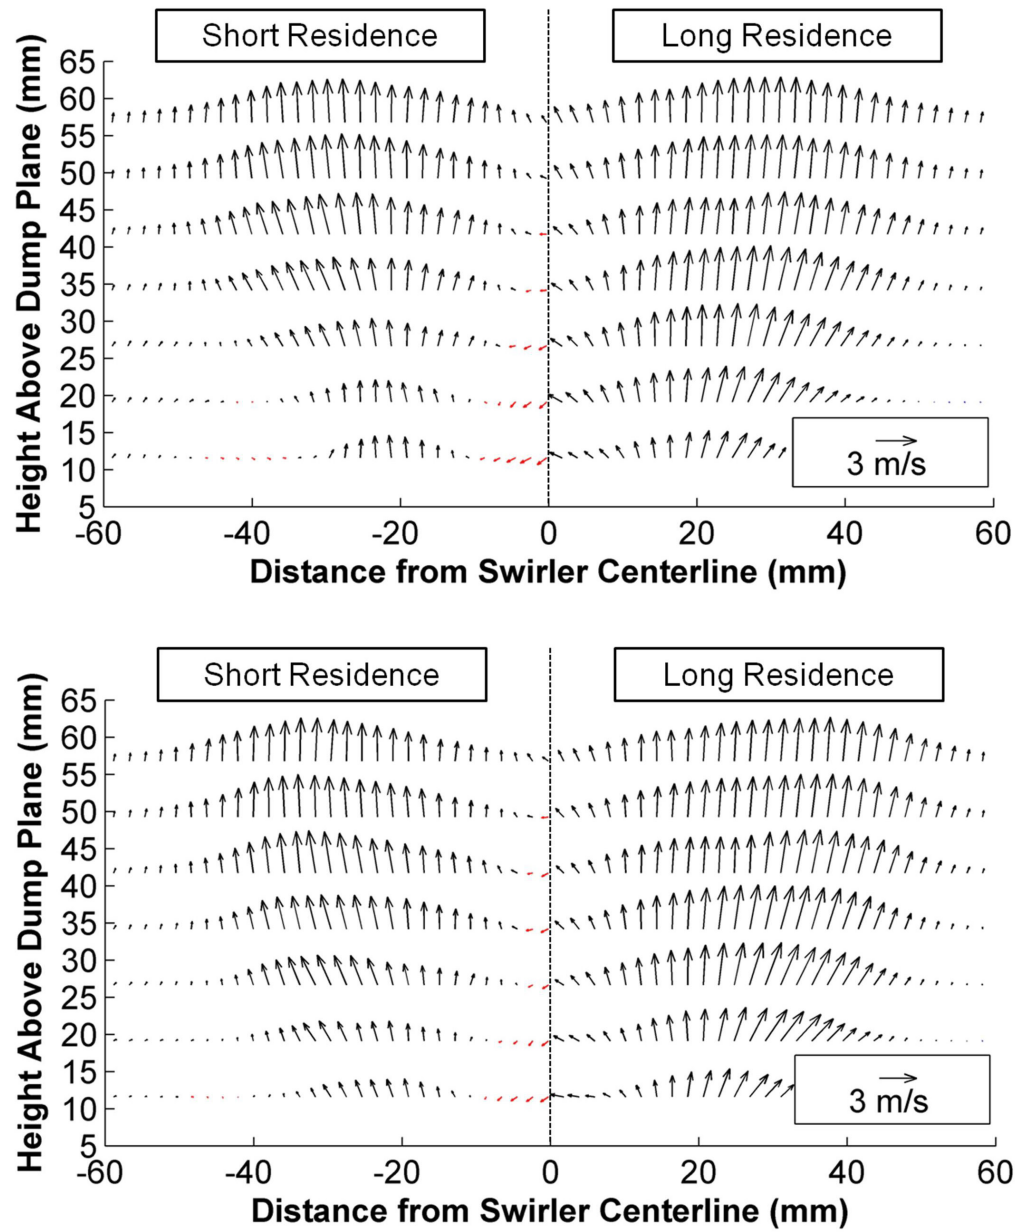 Short Residence Long Residence
65
60
55
50
45
40
35
30
25
20
15
10
5
Height Above Dump Plane (mm)
3 m/s
-60 -40 -20 0 20 40 60
Distance from Swirler Centerline (mm)
Short Residence Long Residence
65
60
55
50
45
40
35
30
25
20
15
10
5
Height Above Dump Plane (mm)
3 m/s
-60 -40 -20 0 20 40 60
Distance from Swirler Centerline (mm)